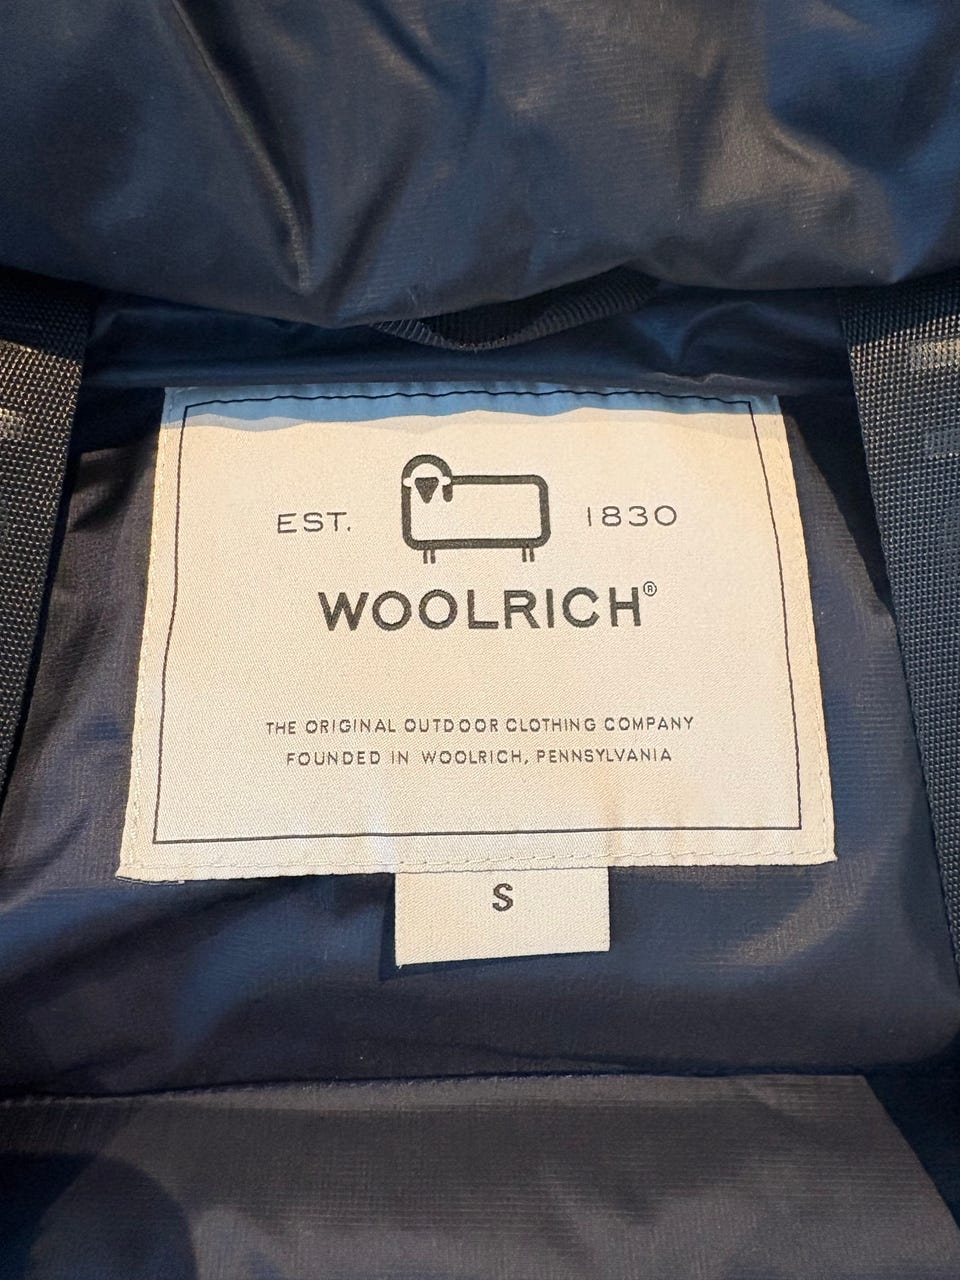 EST. 1830
WOOLRICH®
THE ORIGINAL OUTDOOR CLOTHING COMPANY
FOUNDED IN WOOLRICH, PENNSYLVANIA
S